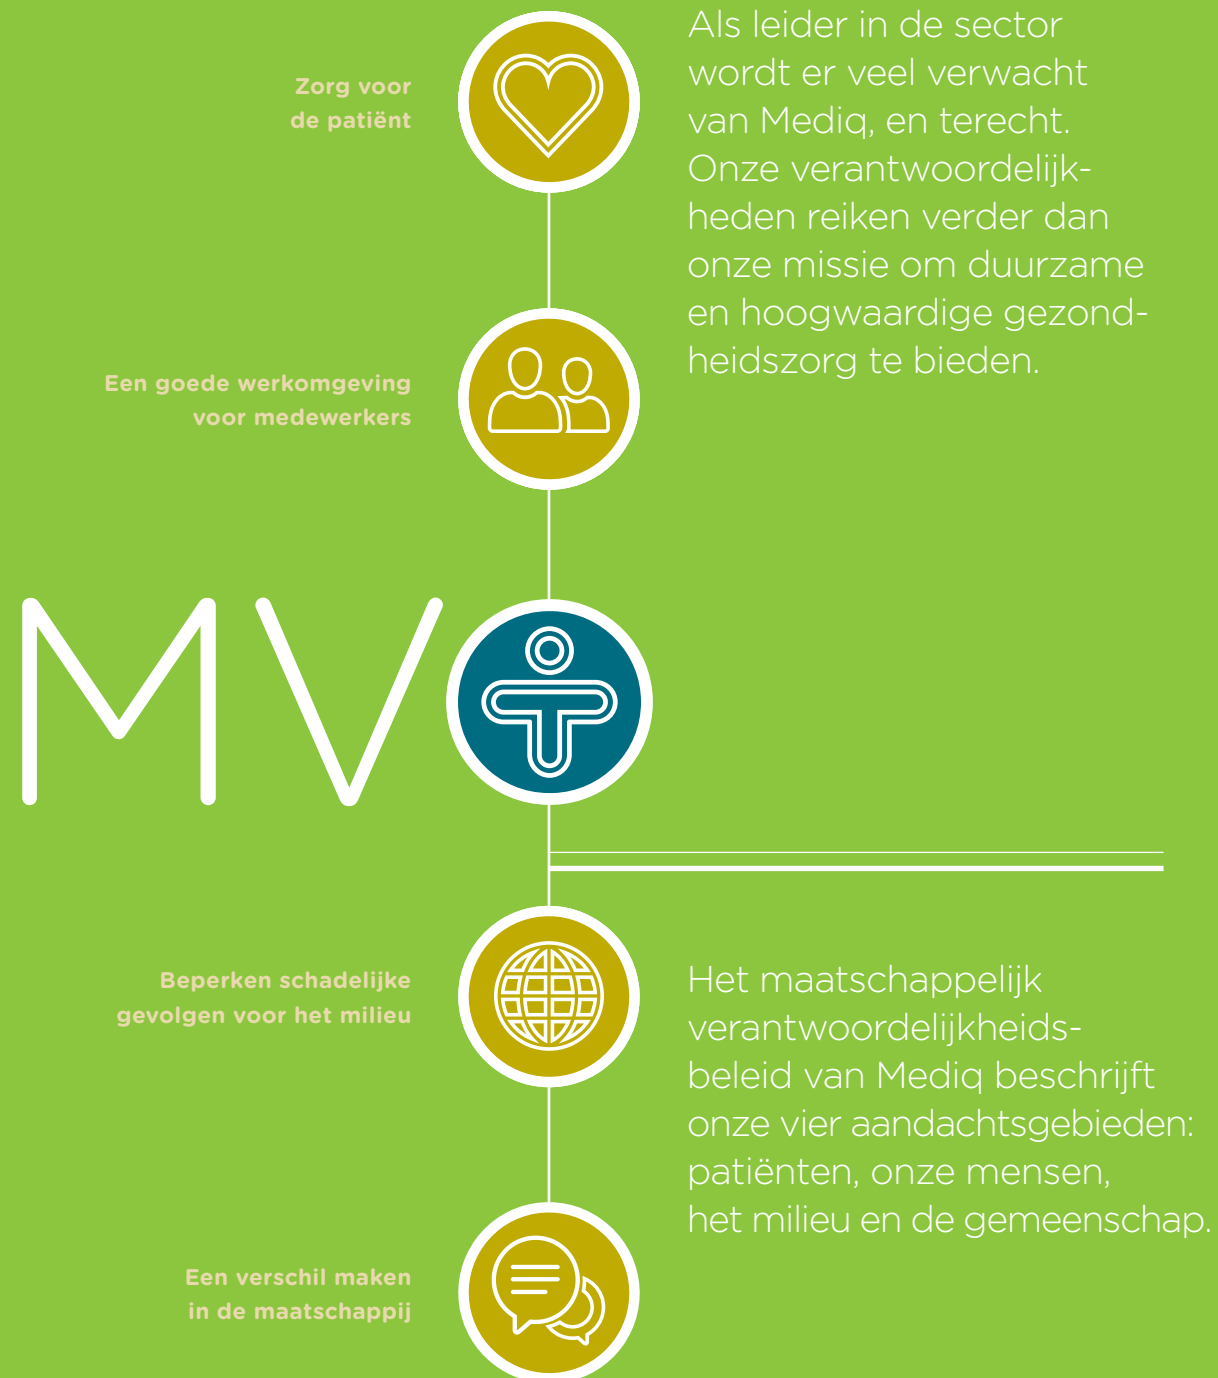 Zorg voor
de patiënt
Als leider in de sector
wordt er veel verwacht
van Mediq, en terecht.
Onze verantwoordelijk-
heden reiken verder dan
onze missie om duurzame
en hoogwaardige gezond-
heidszorg te bieden.
Een goede werkomgeving
voor medewerkers
MV
Beperken schadelijke
gevolgen voor het milieu
Het maatschappelijk
verantwoordelijkheids-
beleid van Mediq beschrijft
onze vier aandachtsgebieden:
patiënten, onze mensen,
het milieu en de gemeenschap.
Een verschil maken
in de maatschappij